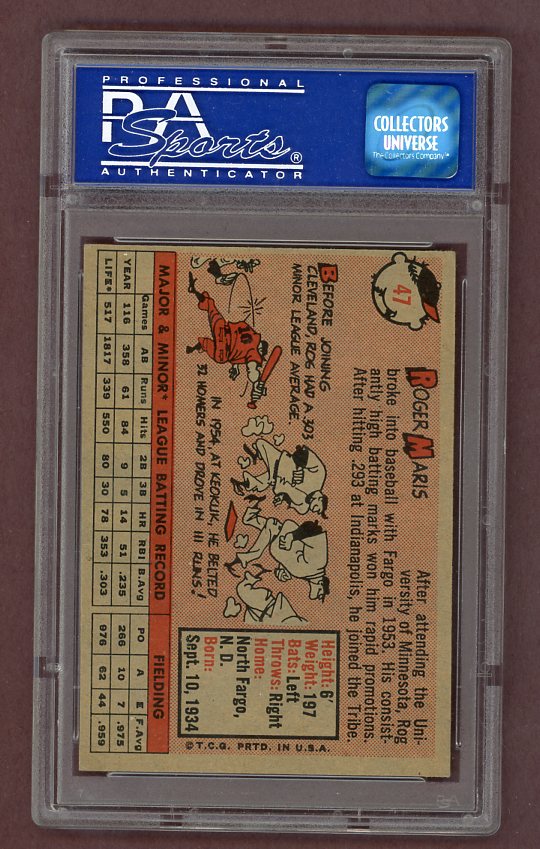 PROFESSIONAL
PSA
Sports®
AUTHENTICATOR
COLLECTORS
UNIVERSE
The Collectors Company™
47
ROGER MARIS
After attending the Uni-
versity of Minnesota, Rog
broke into baseball with Fargo in 1953. His consist-
antly high batting marks won him rapid promotions.
After hitting .293 at Indianapolis, he joined the Tribe.
BEFORE JOINING
CLEVELAND, ROG HAD A .303
MINOR LEAGUE AVERAGE.
10
IN 1954 AT KEOKUK, HE BELTED
32 HOMERS AND DROVE IN 111 RUNS!
Height: 6'
Weight: 197
Bats: Left
Throws: Right
Home:
North Fargo,
N.D.
Born:
Sept. 10, 1934
©T.C.G. PRTD. IN U.S.A.
MAJOR & MINOR* LEAGUE BATTING RECORD FIELDING
Games AB Runs Hits 2B 3B HR RBI B.Avg PO A E F.Avg
YEAR 116 358 61 84 9 5 14 51 .235 266 10 7 .975
LIFE* 517 1817 339 550 80 30 78 353 .303 976 62 44 .959